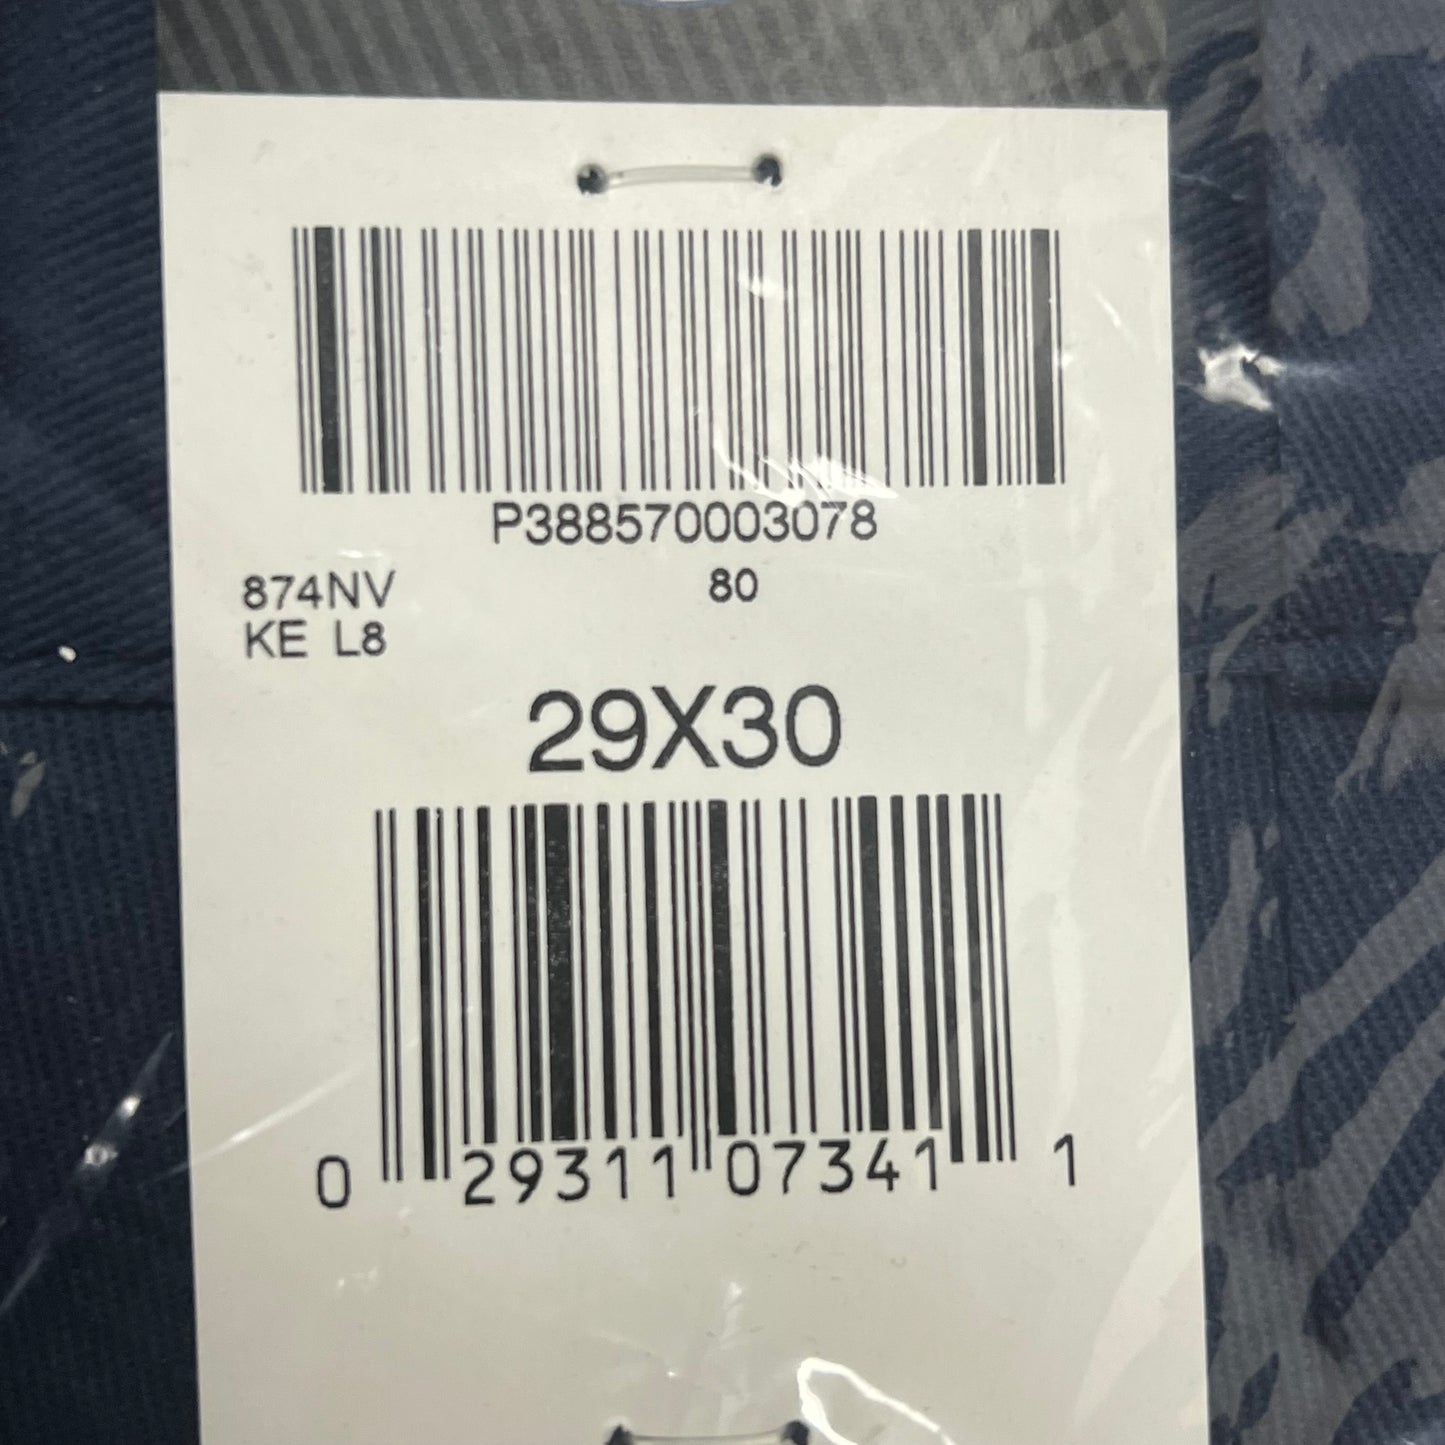 P388570003078
874NV 80
KE L8
29X30
0 29311 07341 1